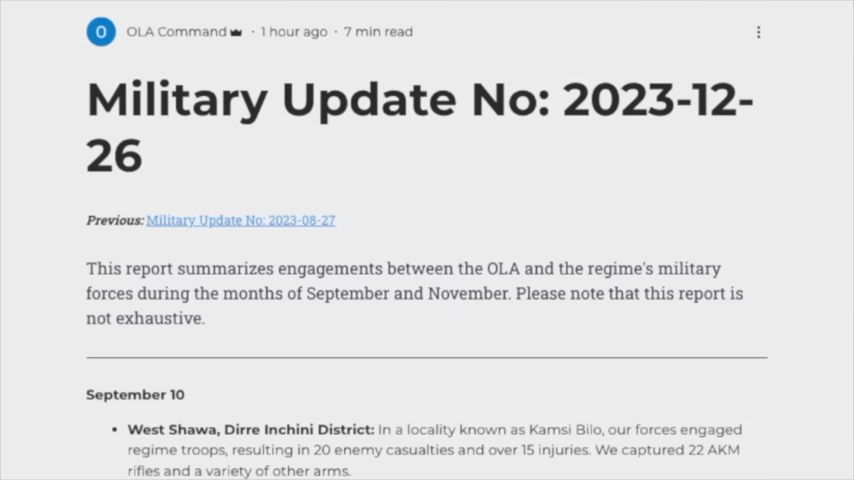 O OLA Command · 1 hour ago · 7 min read
Military Update No: 2023-12-
26
Previous: Military Update No: 2023-08-27
This report summarizes engagements between the OLA and the regime's military
forces during the months of September and November. Please note that this report is
not exhaustive.
September 10
• West Shawa, Dirre Inchini District: In a locality known as Kamsi Bilo, our forces engaged
regime troops, resulting in 20 enemy casualties and over 15 injuries. We captured 22 AKM
rifles and a variety of other arms.